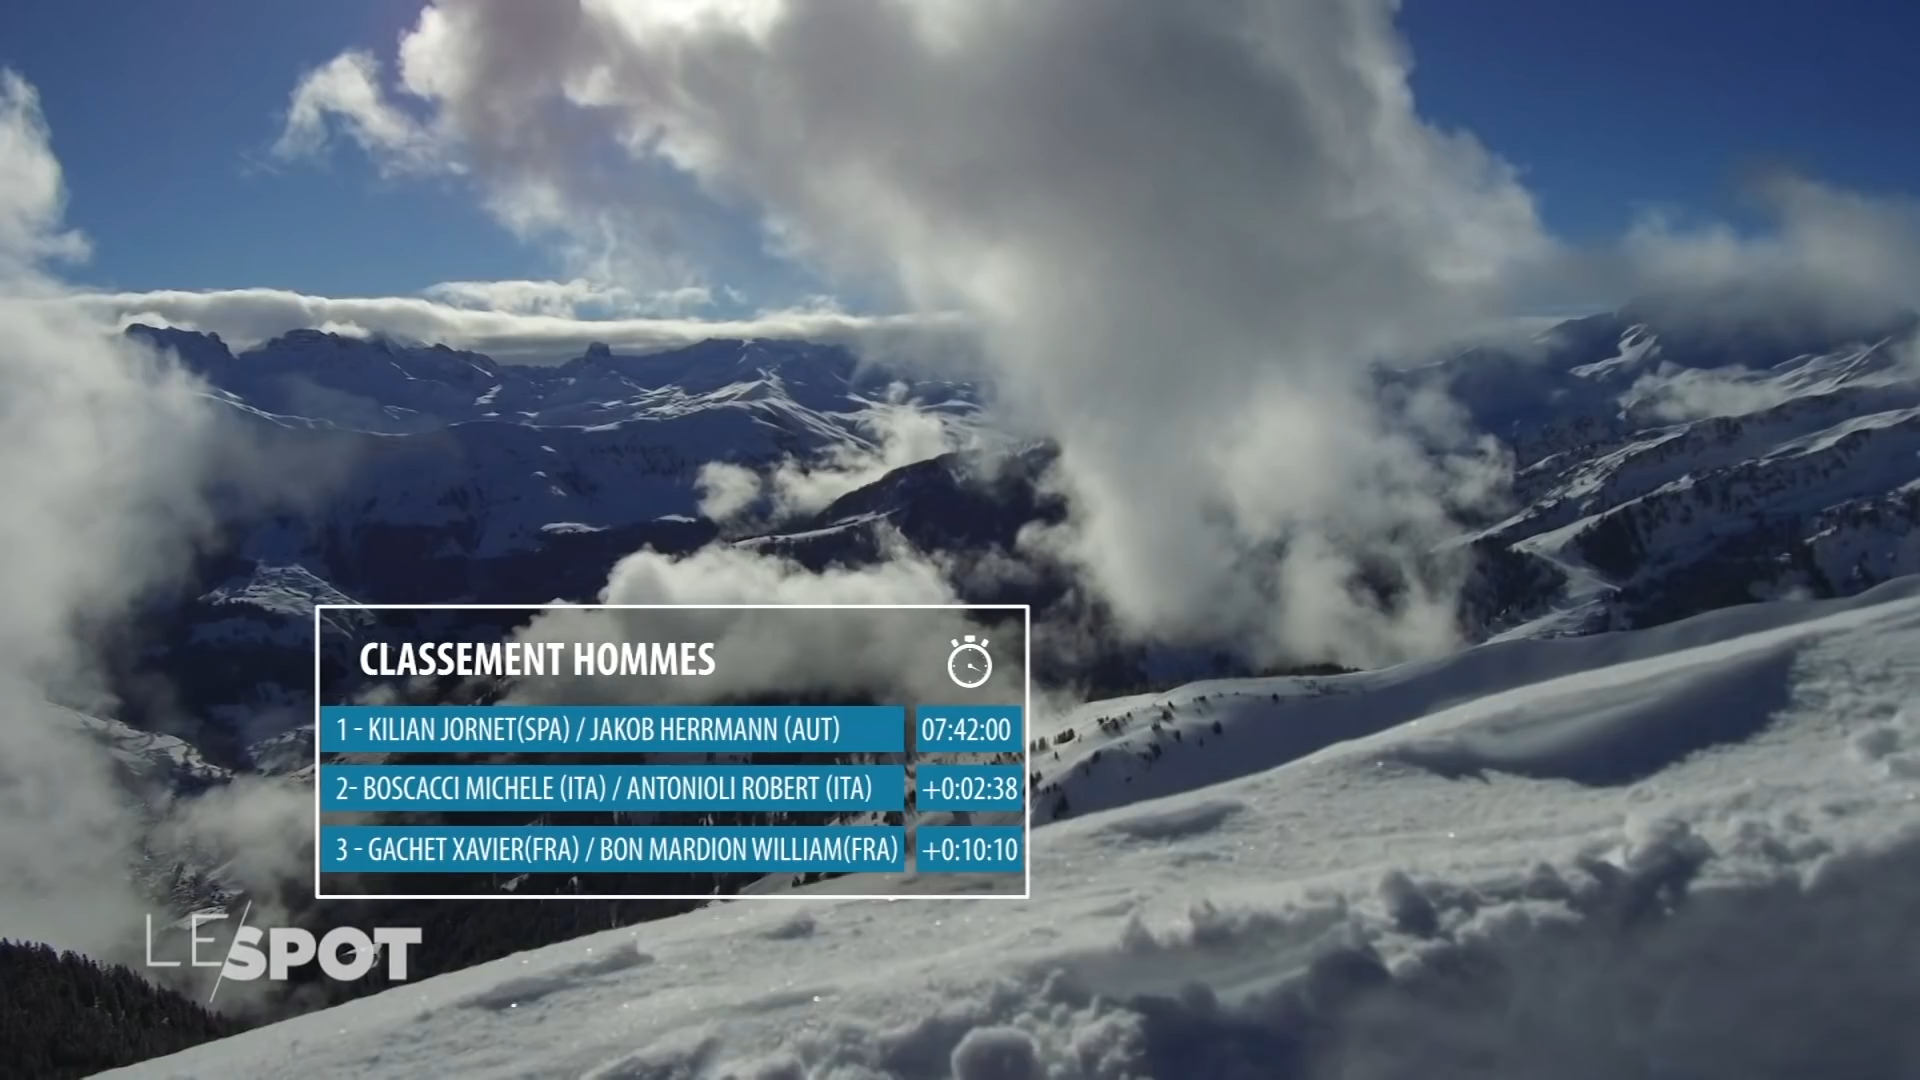 CLASSEMENT HOMMES
1 - KILIAN JORNET(SPA) / JAKOB HERRMANN (AUT) 07:42:00
2- BOSCACCI MICHELE (ITA) / ANTONIOLI ROBERT (ITA) +0:02:38
3 - GACHET XAVIER(FRA) / BON MARDION WILLIAM(FRA) +0:10:10
LE/SPOT